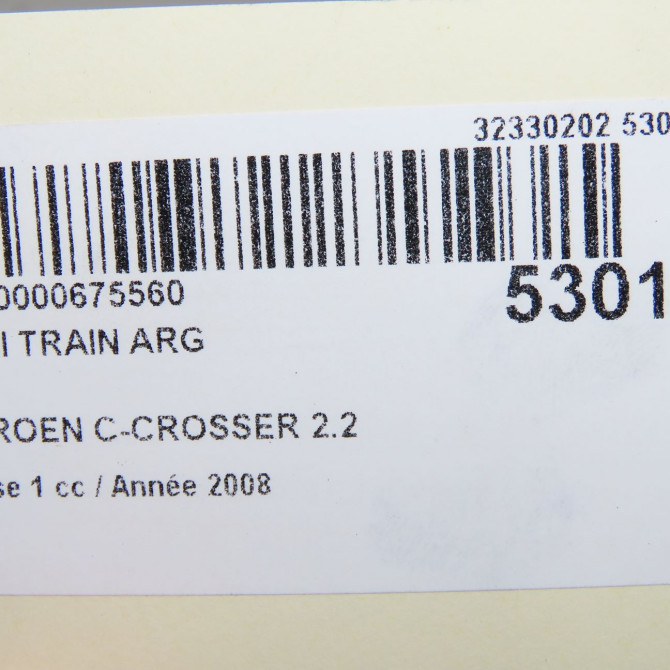 32330202 530
0000675560
5301
I TRAIN ARG
ROEN C-CROSSER 2.2
se 1 cc / Année 2008